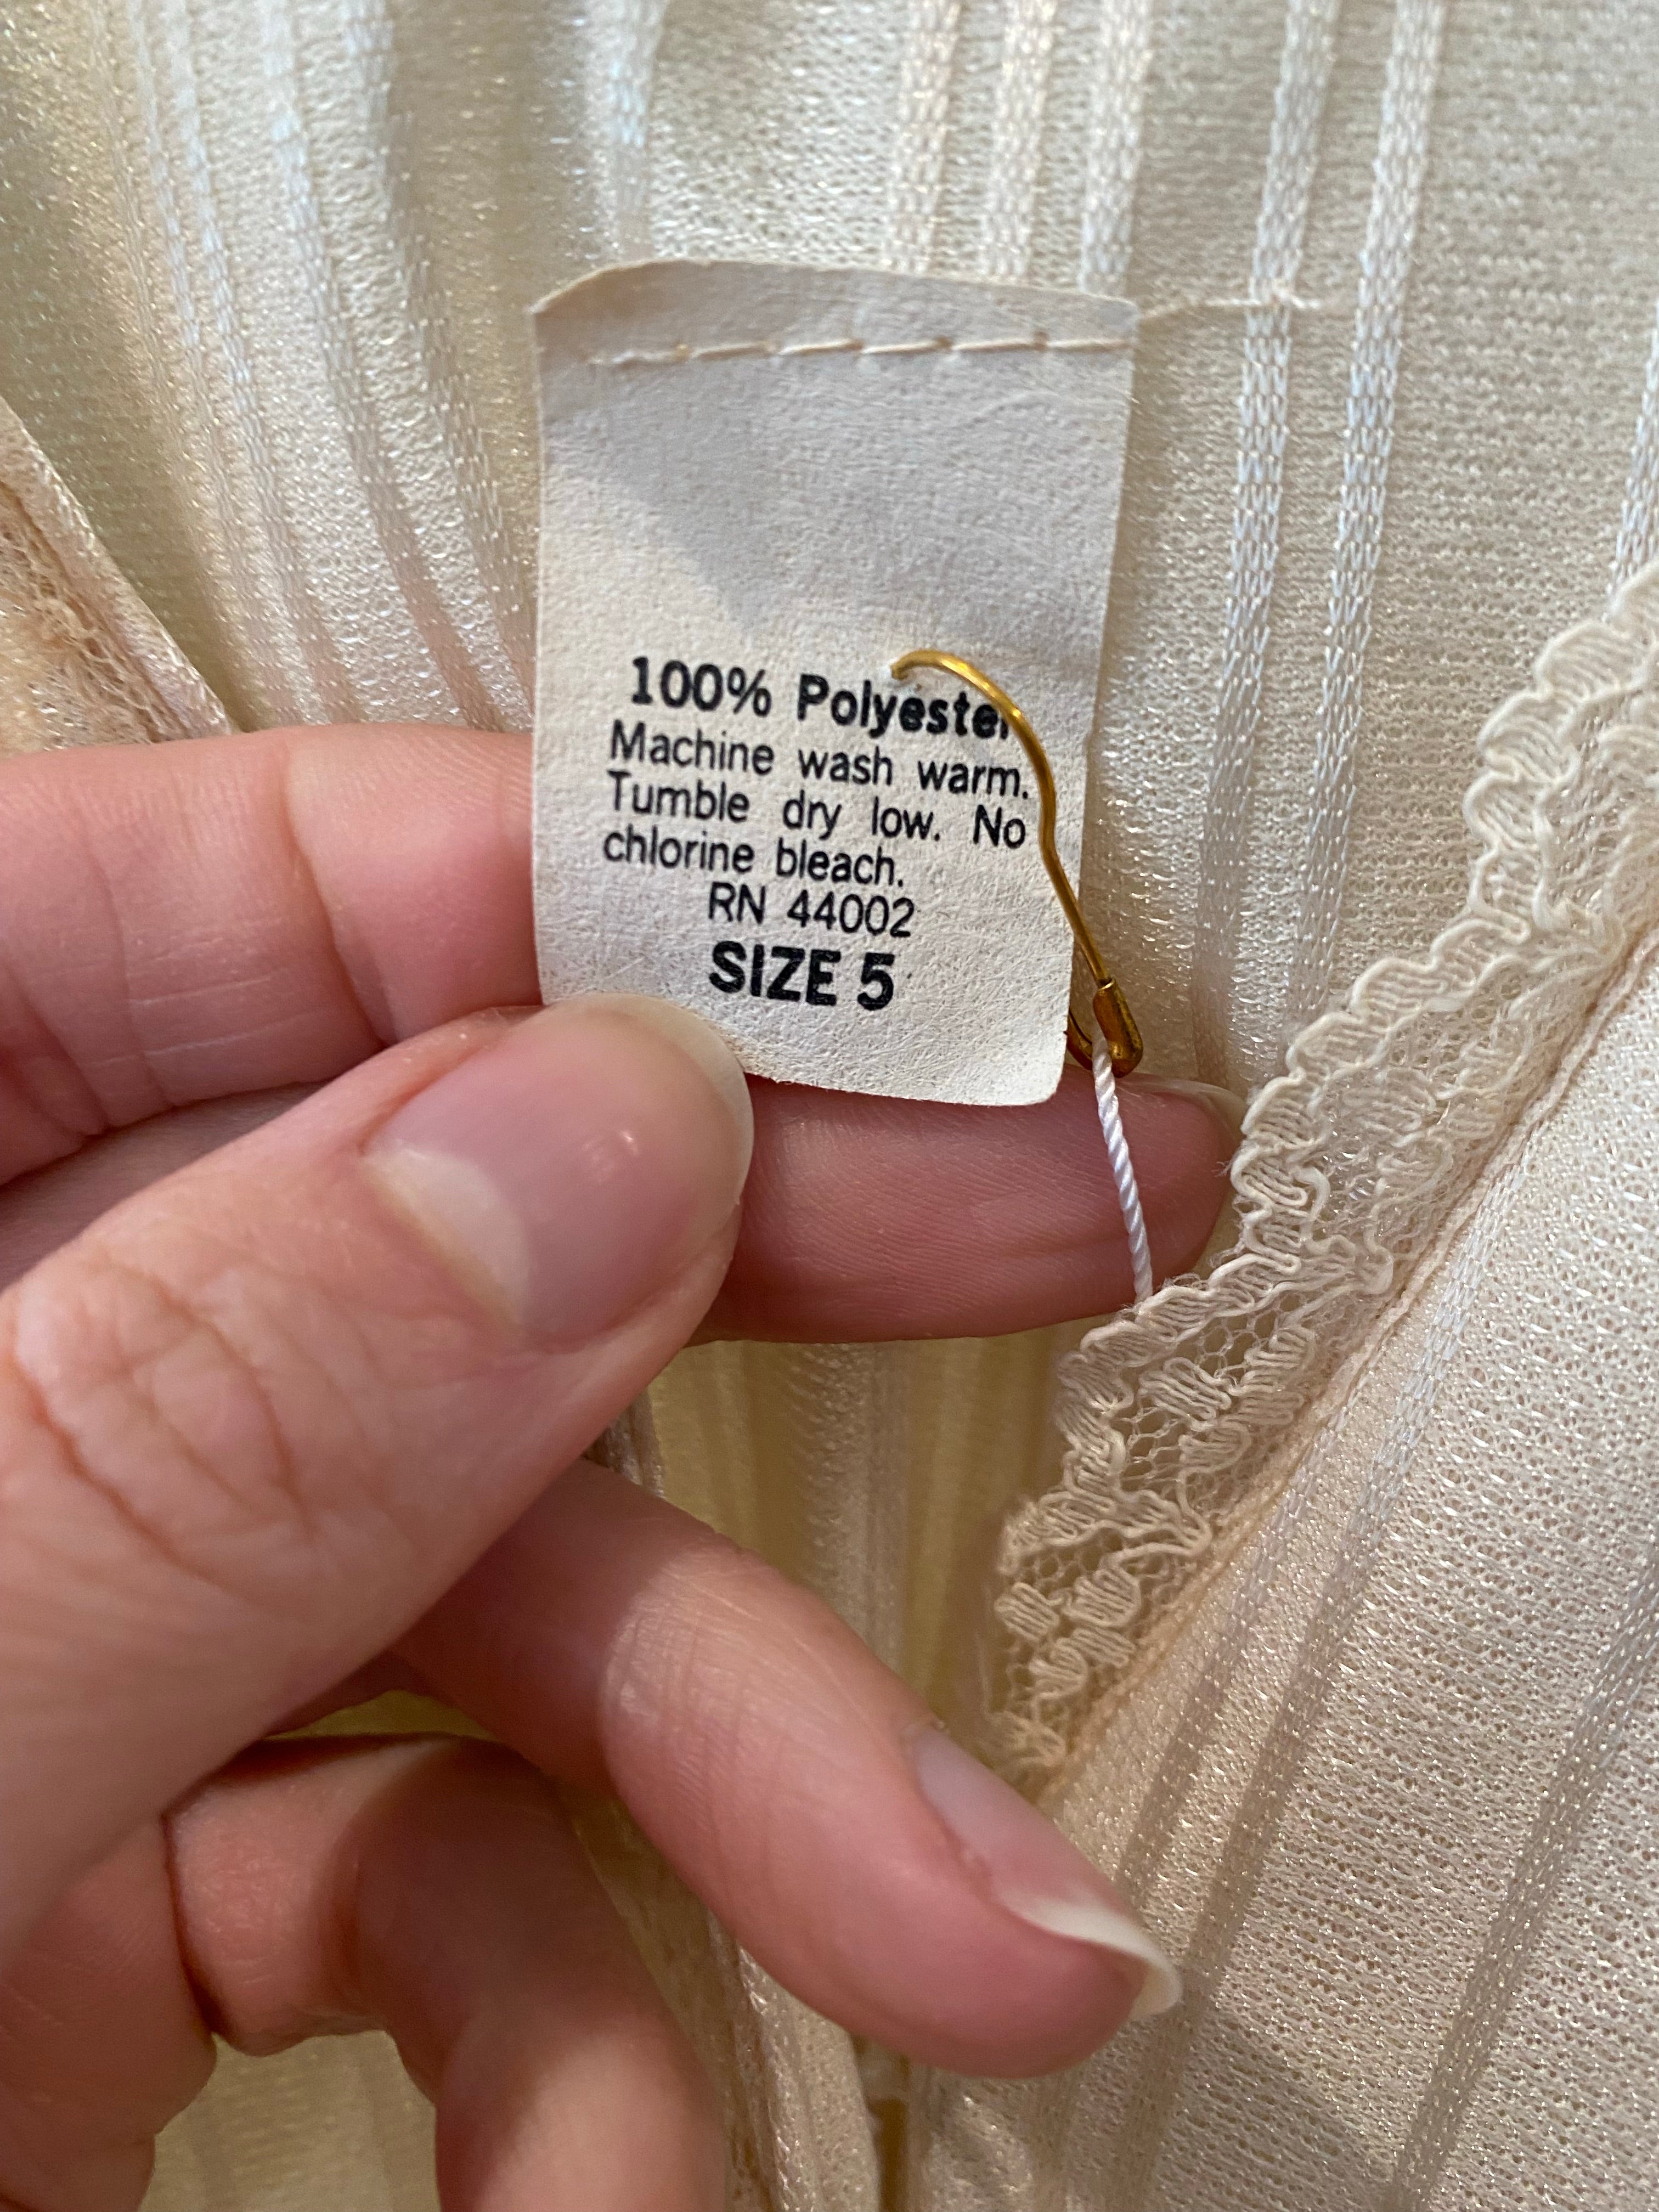 100% Polyester
Machine wash warm.
Tumble dry low. No
chlorine bleach.
RN 44002
SIZE 5